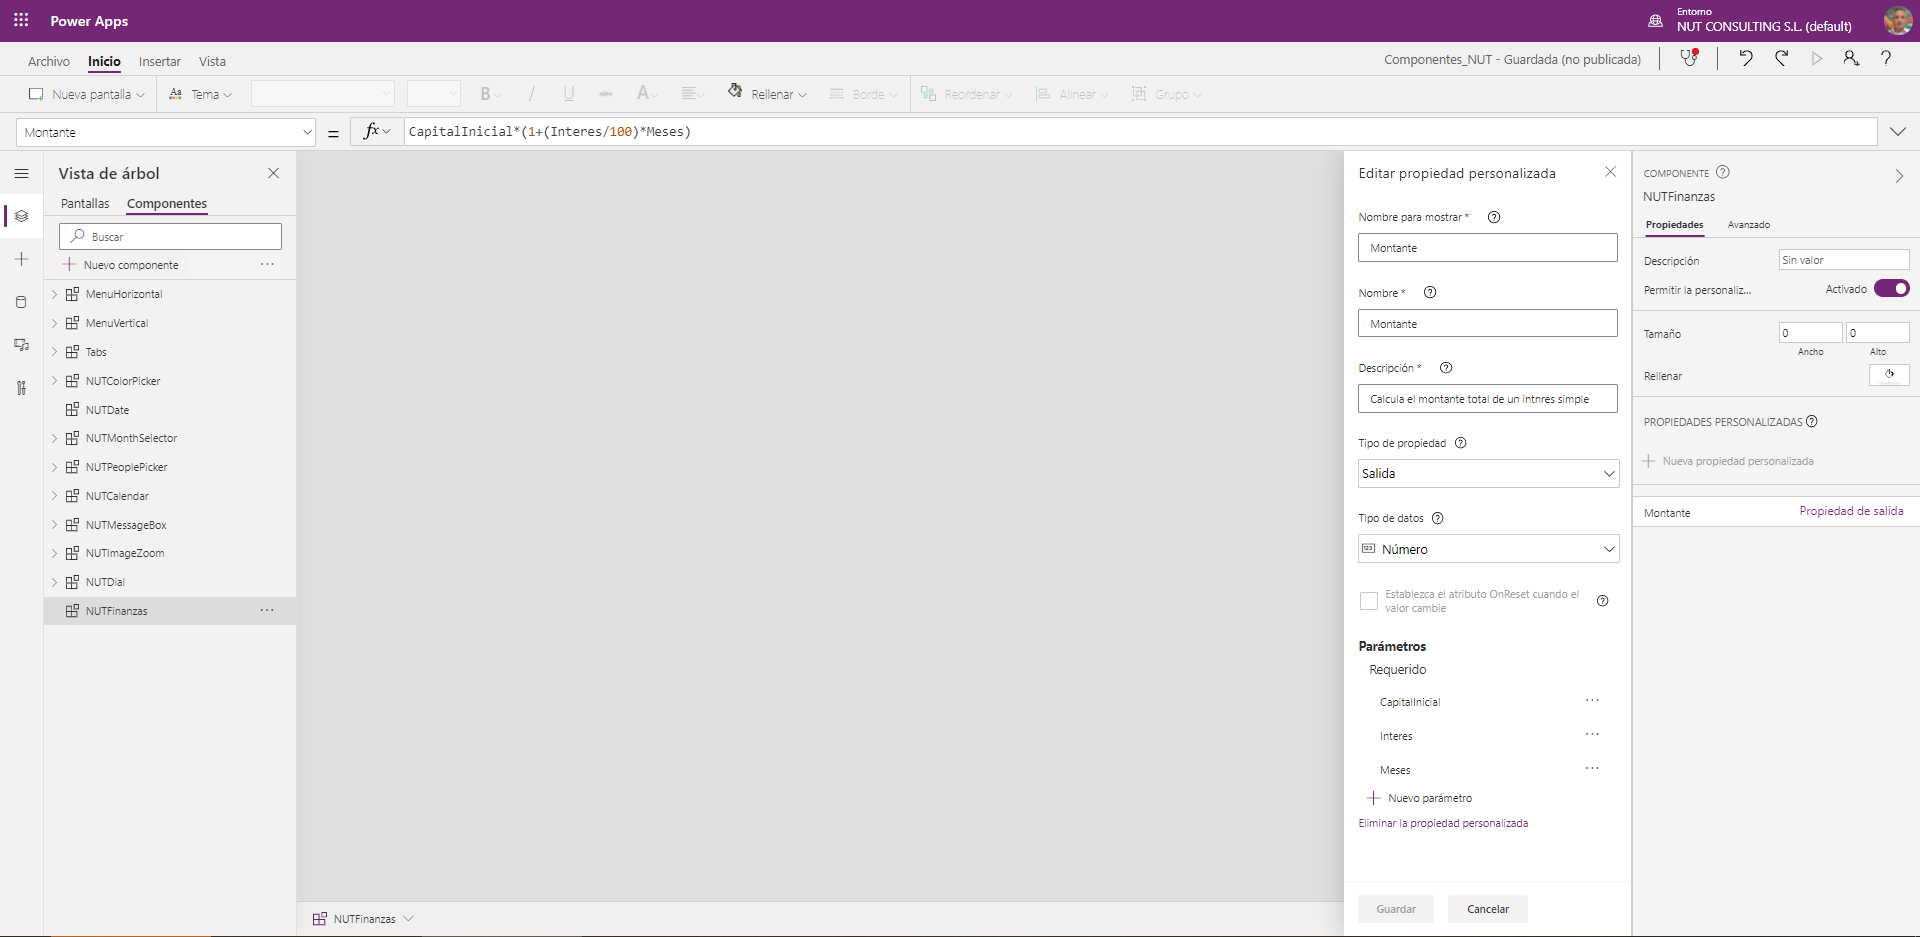 Power Apps
Entorno
NUT CONSULTING S.L. (default)
Archivo Inicio Insertar Vista
Componentes_NUT - Guardada (no publicada)
Nueva pantalla Aa Tema B / U abc A Rellenar Borde Reordenar Alinear Grupo
Montante = fx CapitalInicial*(1+(Interes/100)*Meses)
Vista de árbol
Pantallas Componentes
Buscar
Nuevo componente ...
MenuHorizontal
MenuVertical
Tabs
NUTColorPicker
NUTDate
NUTMonthSelector
NUTPeoplePicker
NUTCalendar
NUTMessageBox
NUTImageZoom
NUTDial
NUTFinanzas ...
NUTFinanzas
Editar propiedad personalizada
Nombre para mostrar *
Montante
Nombre *
Montante
Descripción *
Calcula el montante total de un intnres simple
Tipo de propiedad
Salida
Tipo de datos
123 Número
Establezca el atributo OnReset cuando el
valor cambie
Parámetros
Requerido
CapitalInicial ...
Interes ...
Meses ...
Nuevo parámetro
Eliminar la propiedad personalizada
Guardar Cancelar
COMPONENTE
NUTFinanzas
Propiedades Avanzado
Descripción Sin valor
Permitir la personaliz... Activado
Tamaño 0 0
Ancho Alto
Rellenar
PROPIEDADES PERSONALIZADAS
Nueva propiedad personalizada
Montante Propiedad de salida